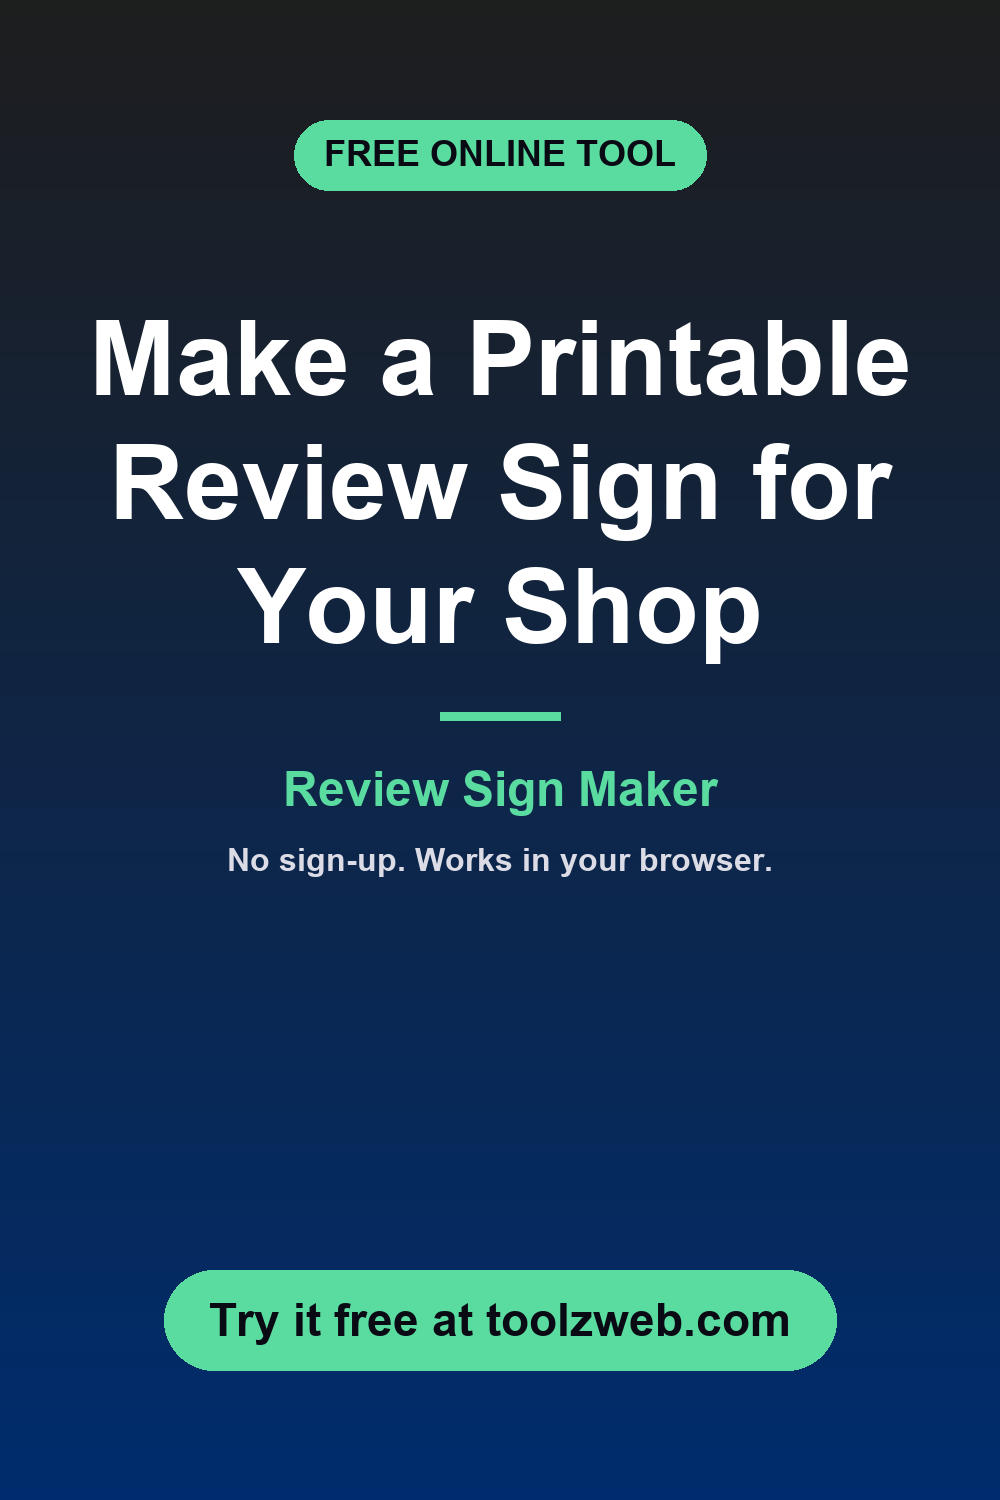 FREE ONLINE TOOL
Make a Printable
Review Sign for
Your Shop
Review Sign Maker
No sign-up. Works in your browser.
Try it free at toolzweb.com